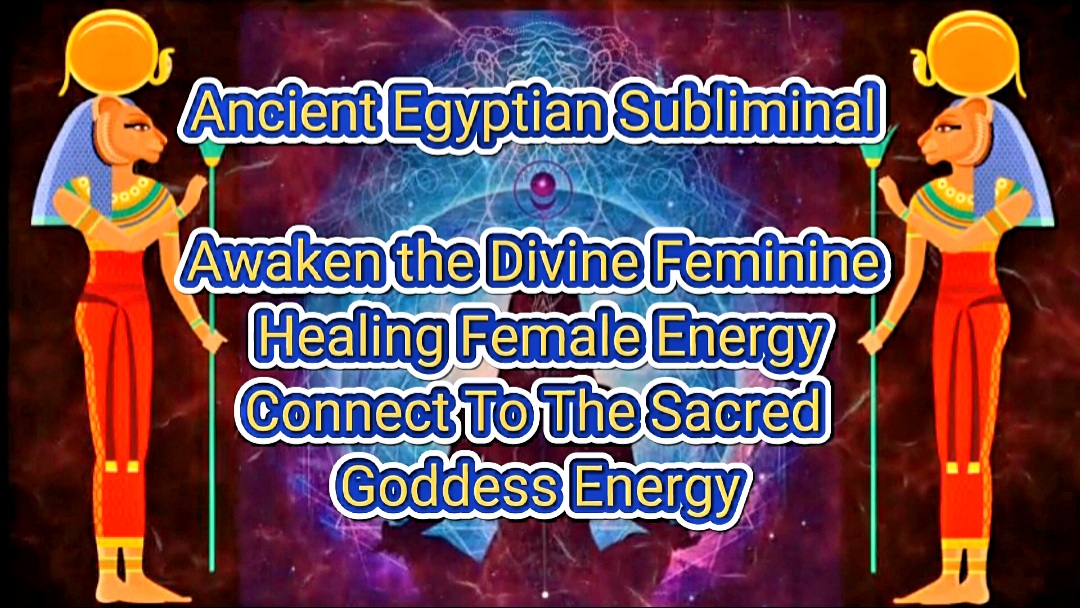 Ancient Egyptian Subliminal
Awaken the Divine Feminine
Healing Female Energy
Connect To The Sacred
Goddess Energy